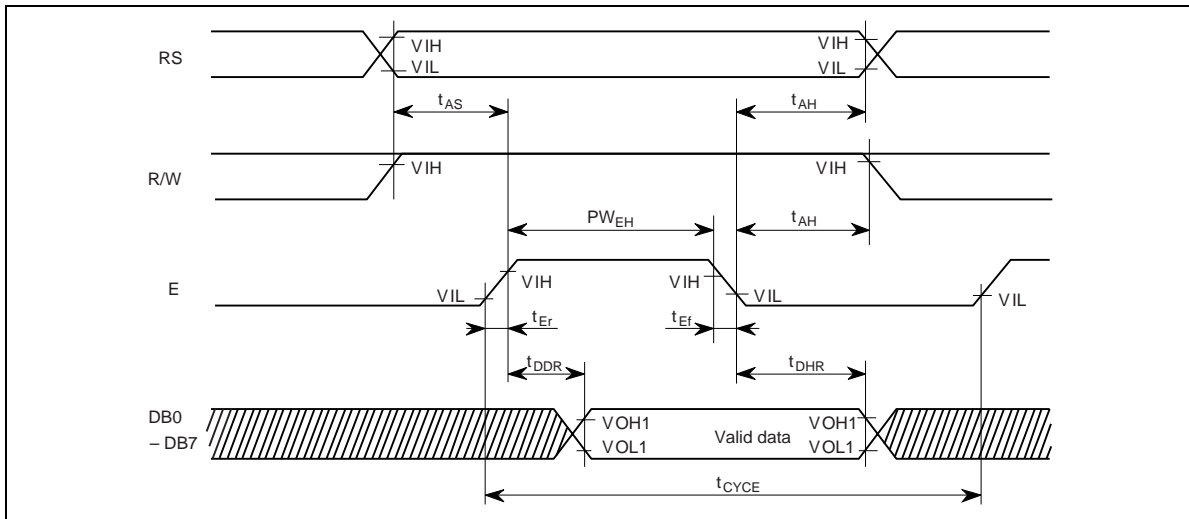 RS
VIH
VIL
VIH
VIL
tAS
tAH
R/W
VIH
VIH
PWEH
tAH
E
VIL
VIH
VIH
VIL
VIL
tEr
tEf
tDDR
tDHR
DB0
– DB7
VOH1
VOL1
Valid data
VOH1
VOL1
tCYCE